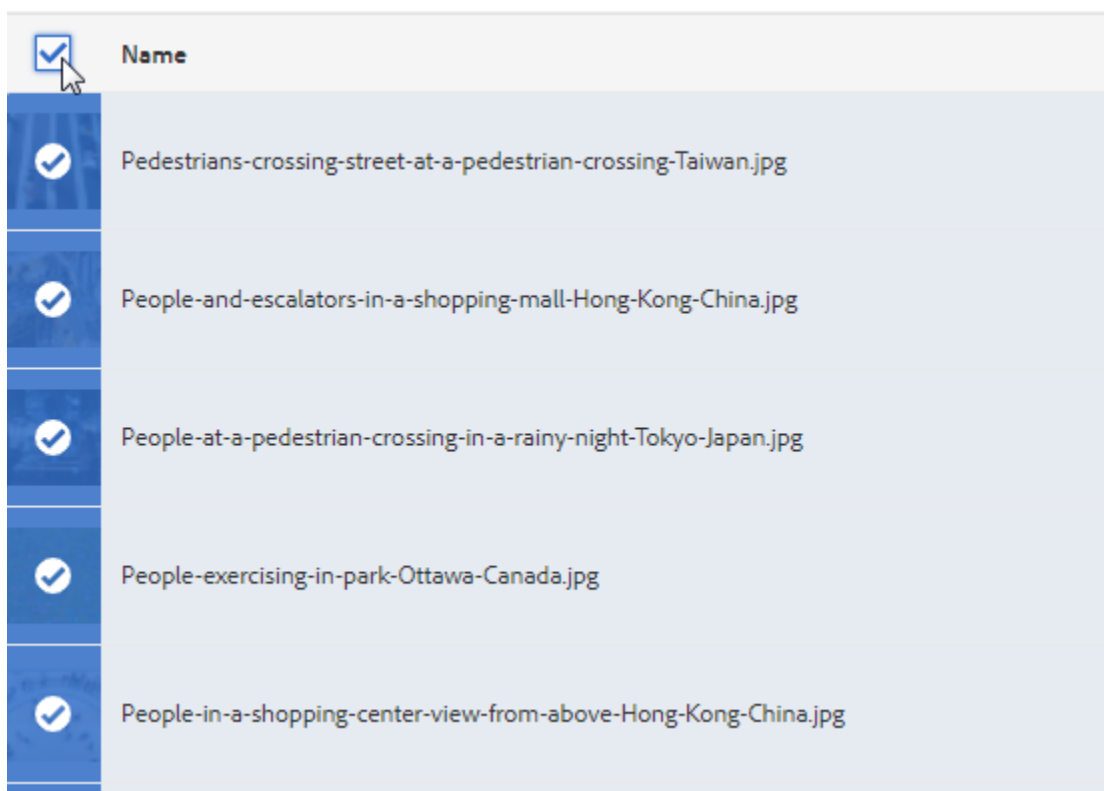 Name
Pedestrians-crossing-street-at-a-pedestrian-crossing-Taiwan.jpg
People-and-escalators-in-a-shopping-mall-Hong-Kong-China.jpg
People-at-a-pedestrian-crossing-in-a-rainy-night-Tokyo-Japan.jpg
People-exercising-in-park-Ottawa-Canada.jpg
People-in-a-shopping-center-view-from-above-Hong-Kong-China.jpg